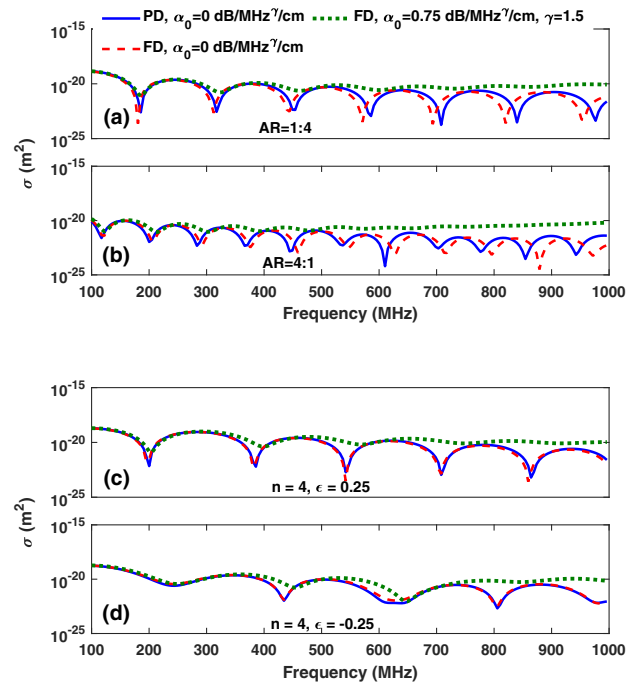 PD, α₀=0 dB/MHz^γ/cm
FD, α₀=0.75 dB/MHz^γ/cm, γ=1.5
FD, α₀=0 dB/MHz^γ/cm
10⁻¹⁵
10⁻²⁰
10⁻²⁵
(a)
AR=1:4
σ (m²)
10⁻¹⁵
10⁻²⁰
10⁻²⁵
(b)
AR=4:1
100 200 300 400 500 600 700 800 900 1000
Frequency (MHz)
10⁻¹⁵
10⁻²⁰
10⁻²⁵
(c)
n = 4, ϵ = 0.25
σ (m²)
10⁻¹⁵
10⁻²⁰
10⁻²⁵
(d)
n = 4, ϵ = -0.25
100 200 300 400 500 600 700 800 900 1000
Frequency (MHz)